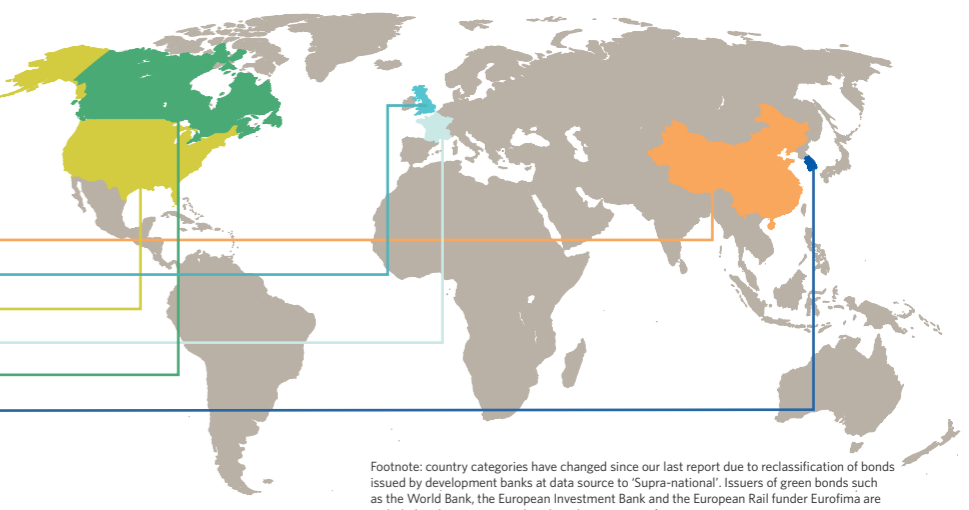 Footnote: country categories have changed since our last report due to reclassification of bonds
issued by development banks at data source to ‘Supra-national’. Issuers of green bonds such
as the World Bank, the European Investment Bank and the European Rail funder Eurofima are